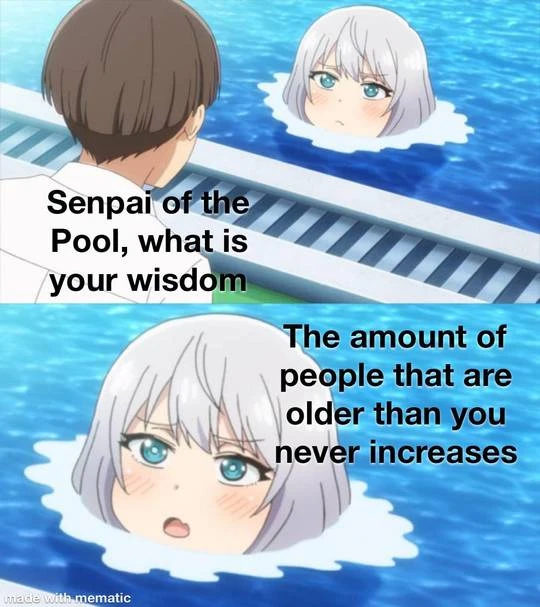 Senpai of the
Pool, what is
your wisdom
The amount of
people that are
older than you
never increases
made with mematic